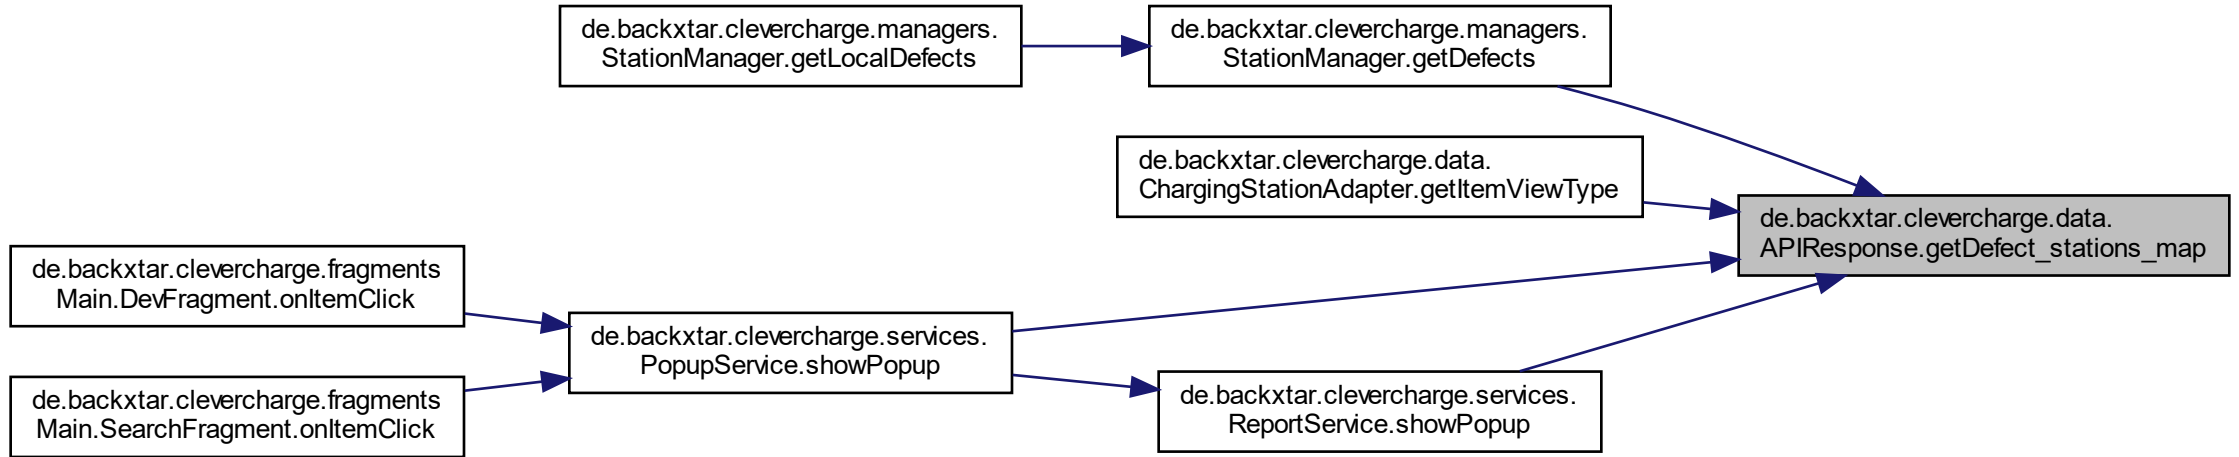 de.backxtar.clevercharge.managers.
StationManager.getLocalDefects
de.backxtar.clevercharge.managers.
StationManager.getDefects
de.backxtar.clevercharge.data.
ChargingStationAdapter.getItemViewType
de.backxtar.clevercharge.data.
APIResponse.getDefect_stations_map
de.backxtar.clevercharge.fragments
Main.DevFragment.onItemClick
de.backxtar.clevercharge.services.
PopupService.showPopup
de.backxtar.clevercharge.fragments
Main.SearchFragment.onItemClick
de.backxtar.clevercharge.services.
ReportService.showPopup